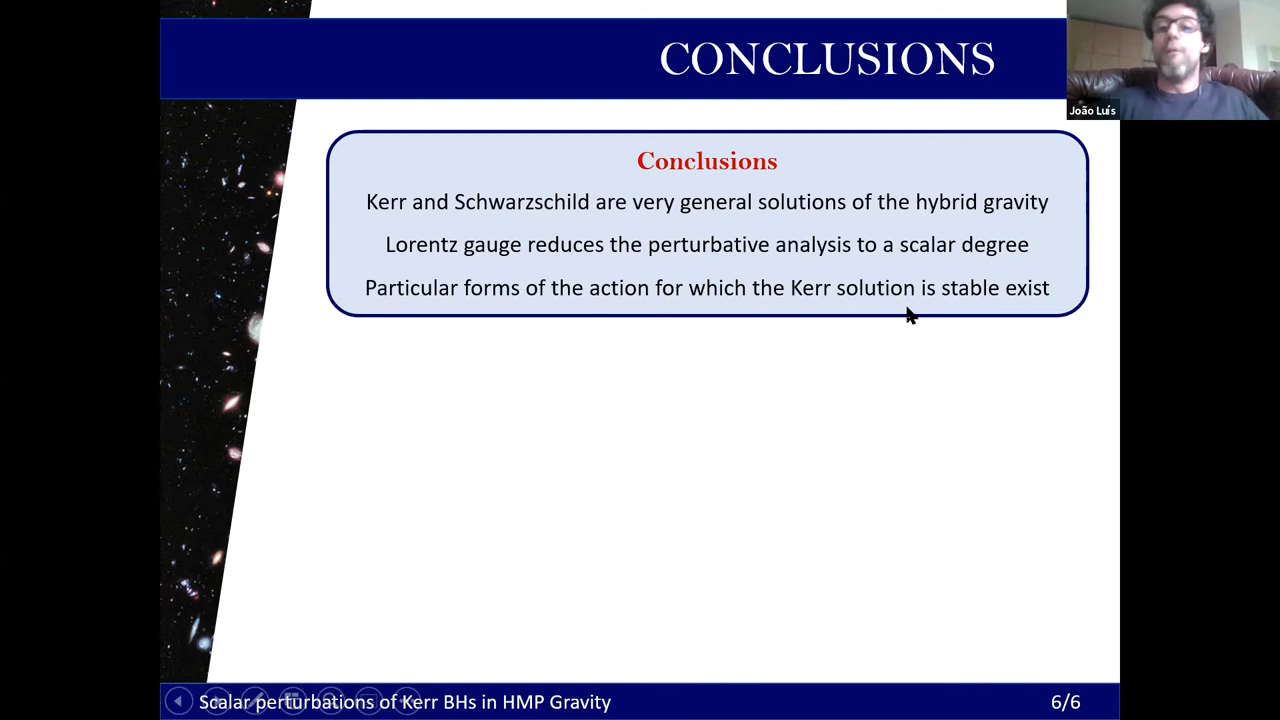 CONCLUSIONS
João Luís
Conclusions
Kerr and Schwarzschild are very general solutions of the hybrid gravity
Lorentz gauge reduces the perturbative analysis to a scalar degree
Particular forms of the action for which the Kerr solution is stable exist
Scalar perturbations of Kerr BHs in HMP Gravity
6/6